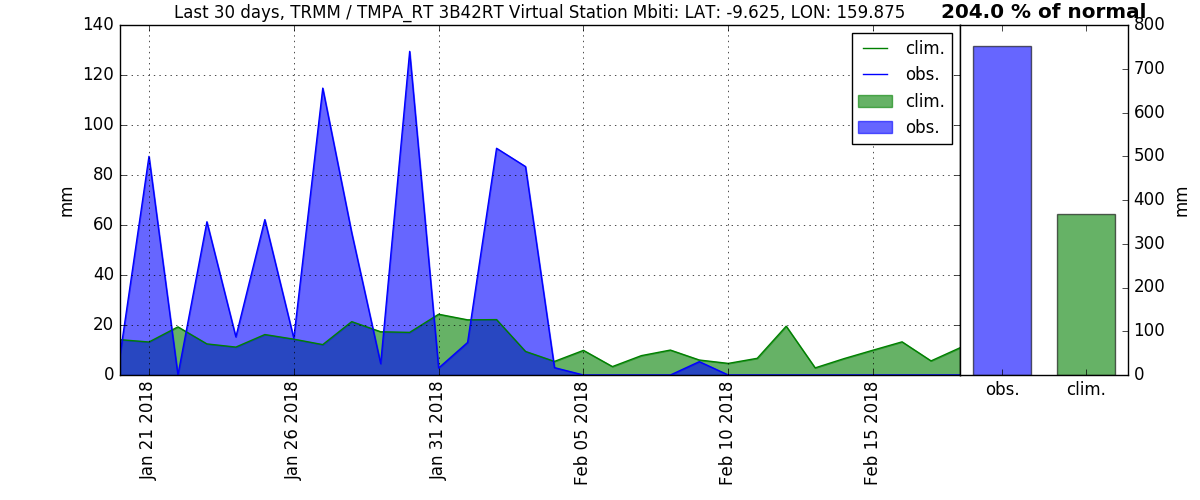 Last 30 days, TRMM / TMPA_RT 3B42RT Virtual Station Mbiti: LAT: -9.625, LON: 159.875
204.0 % of normal
140
120
100
80
60
40
20
0
mm
clim.
obs.
clim.
obs.
Jan 21 2018
Jan 26 2018
Jan 31 2018
Feb 05 2018
Feb 10 2018
Feb 15 2018
800
700
600
500
400
300
200
100
0
mm
obs.
clim.